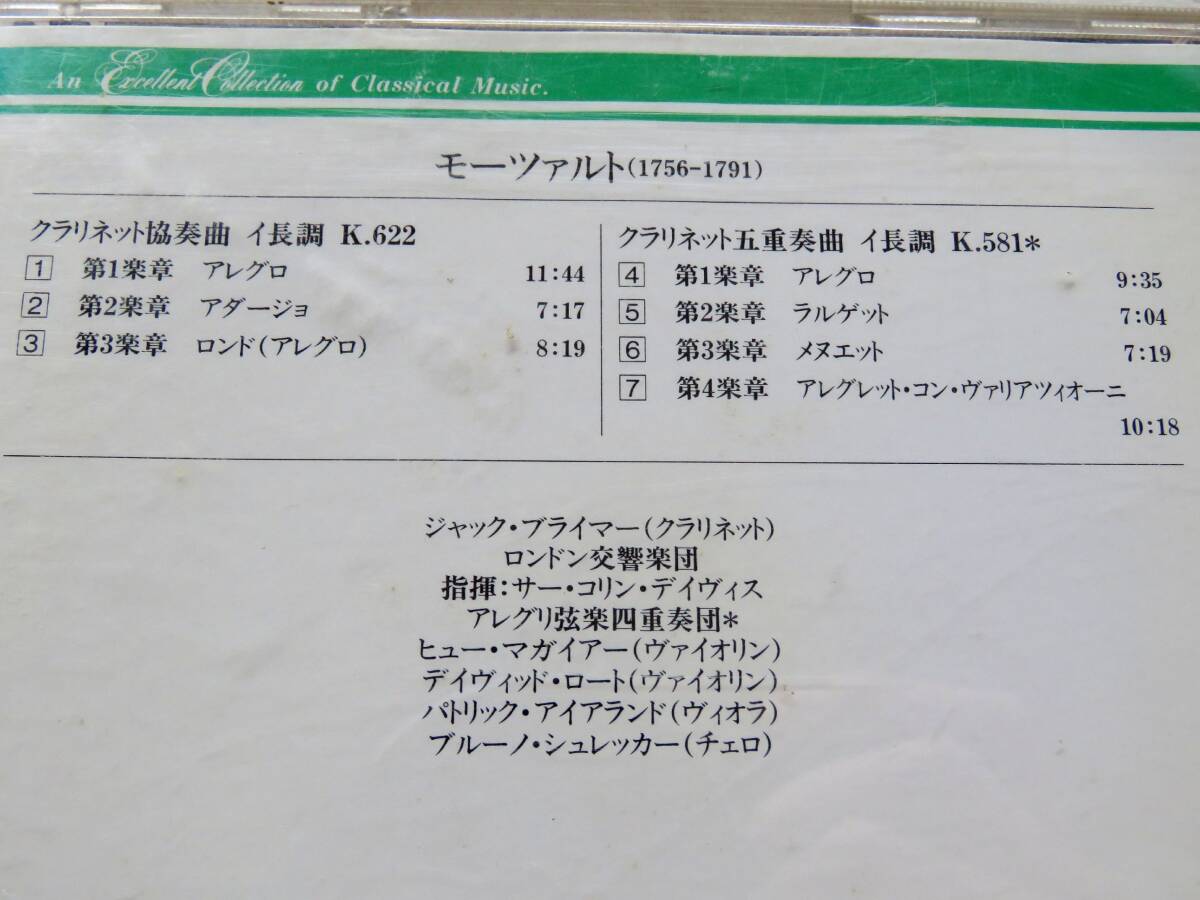 An Excellent Collection of Classical Music.
モーツァルト(1756-1791)
クラリネット協奏曲 イ長調 K.622
1 第1楽章 アレグロ 11:44
2 第2楽章 アダージョ 7:17
3 第3楽章 ロンド(アレグロ) 8:19
クラリネット五重奏曲 イ長調 K.581*
4 第1楽章 アレグロ 9:35
5 第2楽章 ラルゲット 7:04
6 第3楽章 メヌエット 7:19
7 第4楽章 アレグレット・コン・ヴァリアツィオーニ
10:18
ジャック・ブライマー(クラリネット)
ロンドン交響楽団
指揮:サー・コリン・デイヴィス
アレグリ弦楽四重奏団*
ヒュー・マガイアー(ヴァイオリン)
デイヴィッド・ロート(ヴァイオリン)
パトリック・アイアランド(ヴィオラ)
ブルーノ・シュレッカー(チェロ)